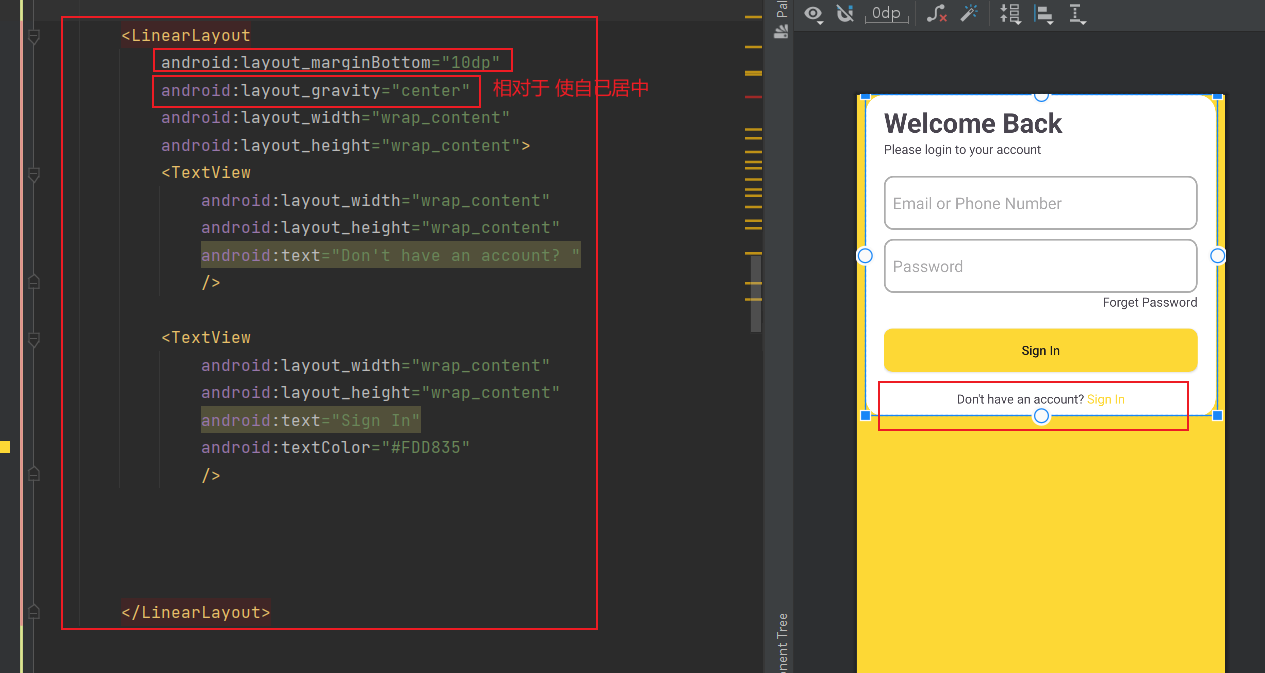 <LinearLayout
android:layout_marginBottom="10dp"
android:layout_gravity="center" 相对于 使自己居中
android:layout_width="wrap_content"
android:layout_height="wrap_content">
<TextView
android:layout_width="wrap_content"
android:layout_height="wrap_content"
android:text="Don't have an account? "
/>
<TextView
android:layout_width="wrap_content"
android:layout_height="wrap_content"
android:text="Sign In"
android:textColor="#FDD835"
/>
</LinearLayout>
0dp
Welcome Back
Please login to your account
Email or Phone Number
Password
Forget Password
Sign In
Don't have an account? Sign In